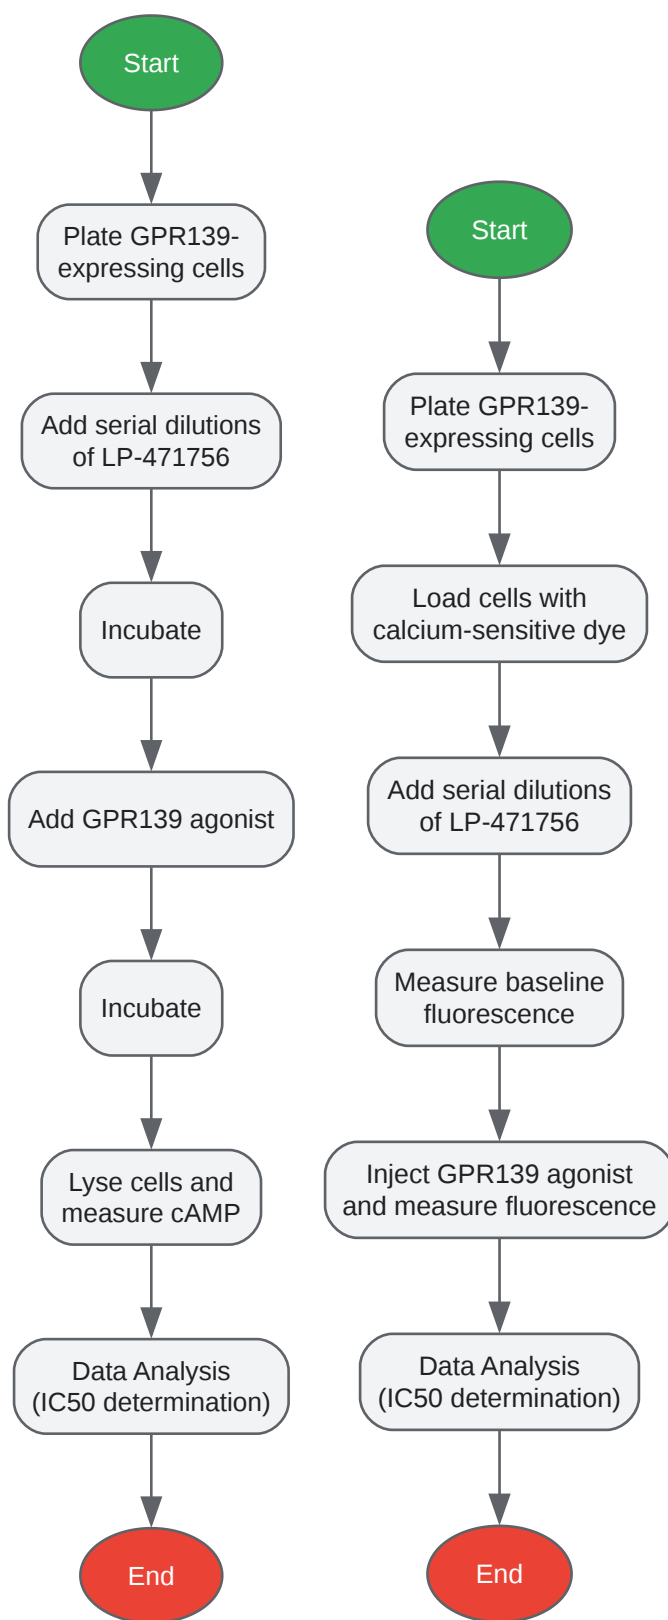 Start
Plate GPR139-
expressing cells
Add serial dilutions
of LP-471756
Incubate
Add GPR139 agonist
Incubate
Lyse cells and
measure cAMP
Data Analysis
(IC50 determination)
End
Start
Plate GPR139-
expressing cells
Load cells with
calcium-sensitive dye
Add serial dilutions
of LP-471756
Measure baseline
fluorescence
Inject GPR139 agonist
and measure fluorescence
Data Analysis
(IC50 determination)
End